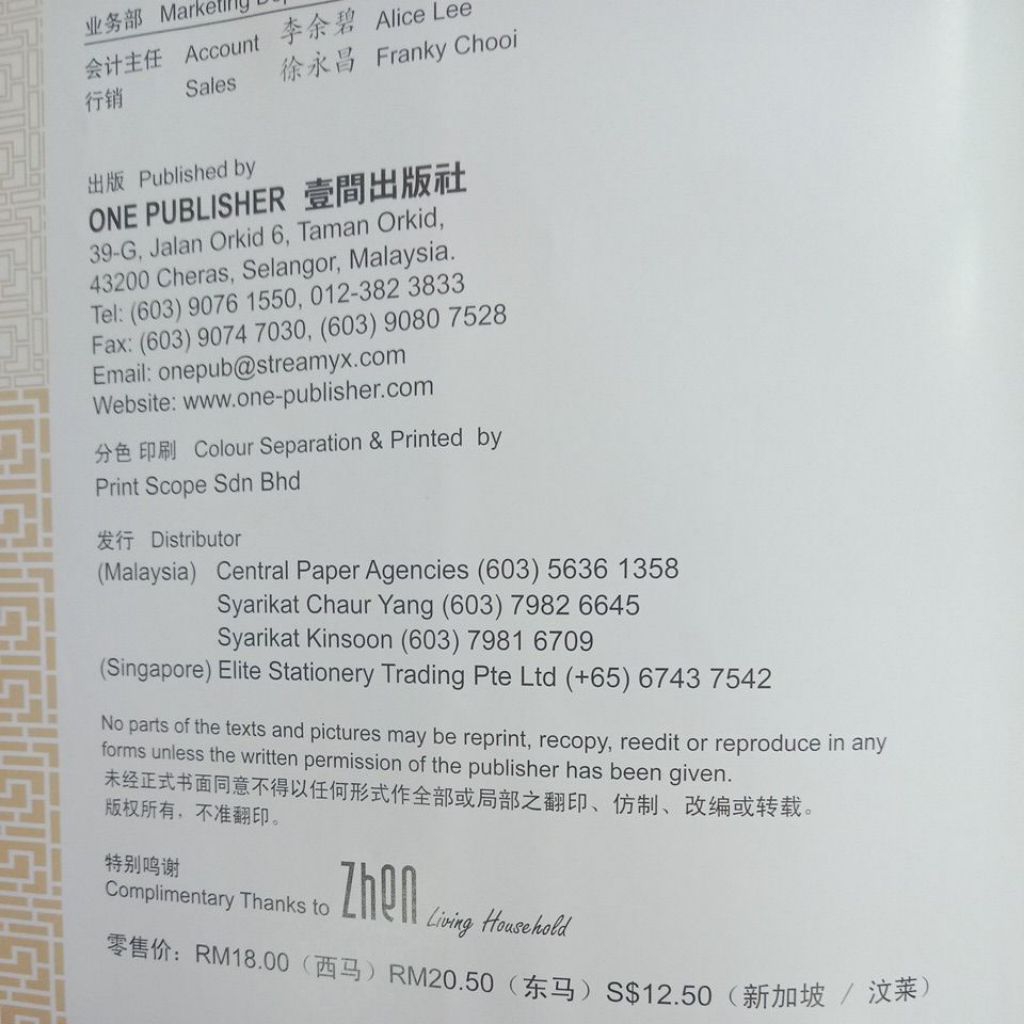 业务部 Marketing
会计主任 Account 李余碧 Alice Lee
行销 Sales 徐永昌 Franky Chooi
出版 Published by
ONE PUBLISHER 壹間出版社
39-G, Jalan Orkid 6, Taman Orkid,
43200 Cheras, Selangor, Malaysia.
Tel: (603) 9076 1550, 012-382 3833
Fax: (603) 9074 7030, (603) 9080 7528
Email: onepub@streamyx.com
Website: www.one-publisher.com
分色 印刷 Colour Separation & Printed by
Print Scope Sdn Bhd
发行 Distributor
(Malaysia) Central Paper Agencies (603) 5636 1358
Syarikat Chaur Yang (603) 7982 6645
Syarikat Kinsoon (603) 7981 6709
(Singapore) Elite Stationery Trading Pte Ltd (+65) 6743 7542
No parts of the texts and pictures may be reprint, recopy, reedit or reproduce in any
forms unless the written permission of the publisher has been given.
未经正式书面同意不得以任何形式作全部或局部之翻印、仿制、改编或转载。
版权所有，不准翻印。
特别鸣谢
Complimentary Thanks to Zhen Living Household
零售价：RM18.00（西马）RM20.50（东马）S$12.50（新加坡 / 汶莱）